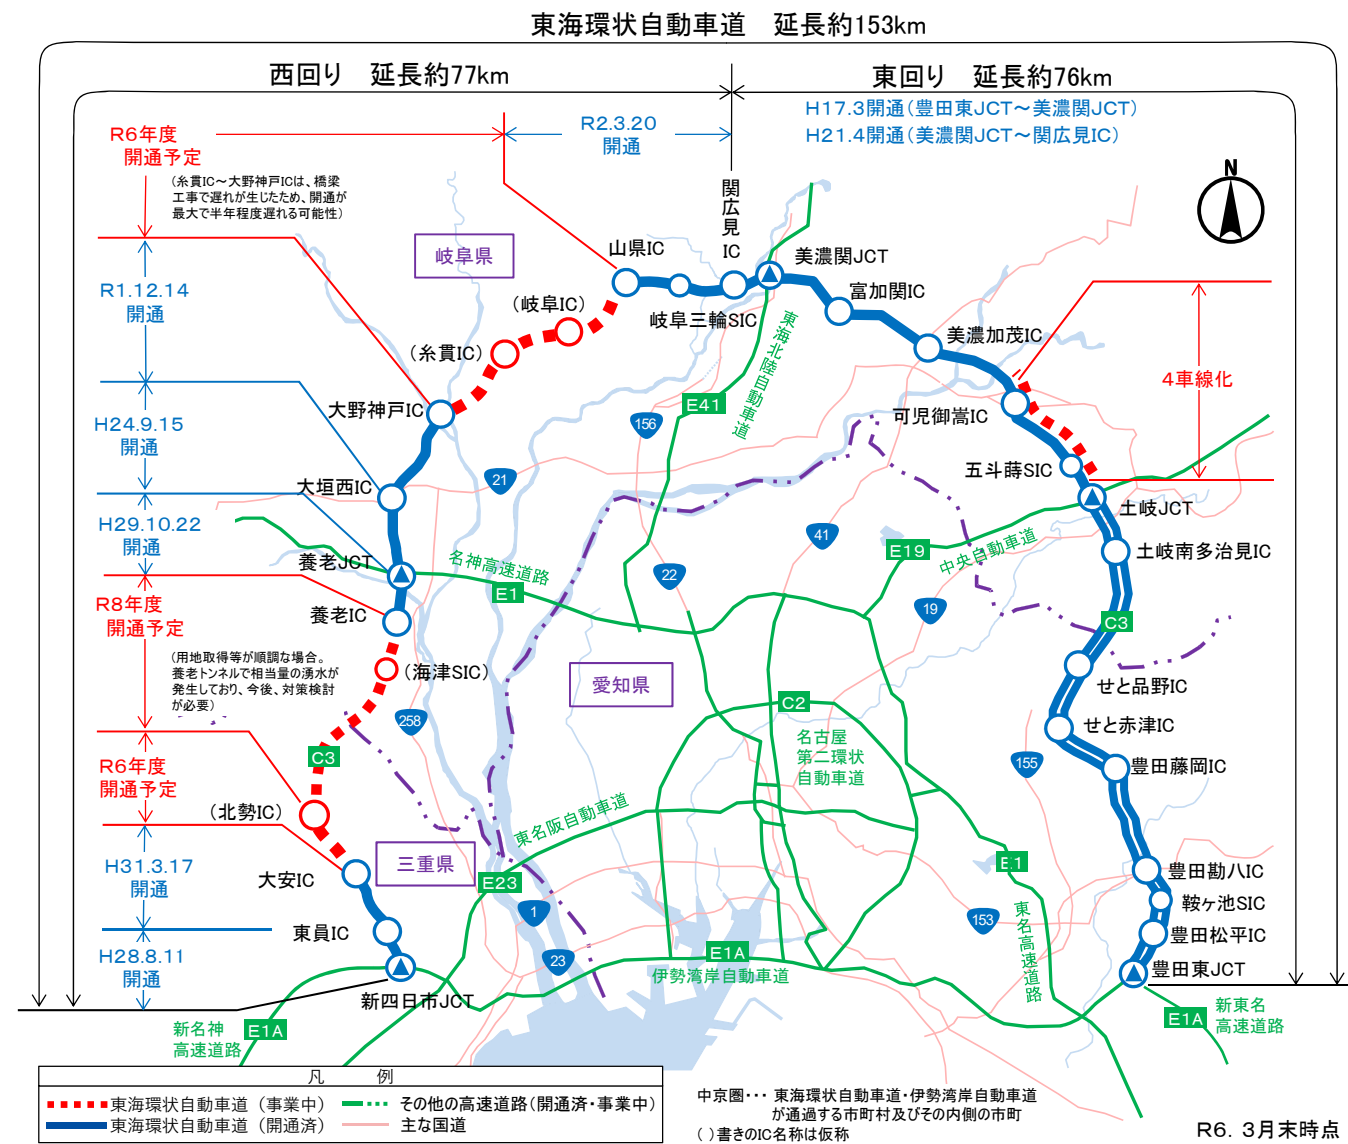 東海環状自動車道　延長約153km
西回り　延長約77km
東回り　延長約76km
H17.3開通(豊田東JCT～美濃関JCT)
H21.4開通(美濃関JCT～関広見IC)
R6年度
開通予定
R2.3.20
開通
(糸貫IC～大野神戸ICは、橋梁
工事で遅れが生じたため、開通が
最大で半年程度遅れる可能性)
関広見IC
N
岐阜県
山県IC
美濃関JCT
R1.12.14
開通
(岐阜IC)
岐阜三輪SIC
富加関IC
東海北陸自動車道
美濃加茂IC
(糸貫IC)
4車線化
大野神戸IC
E41
156
可児御嵩IC
H24.9.15
開通
五斗蒔SIC
大垣西IC
21
土岐JCT
H29.10.22
開通
41
E19
中央自動車道
土岐南多治見IC
養老JCT
名神高速道路
E1
22
19
R8年度
開通予定
養老IC
C3
(用地取得等が順調な場合。
養老トンネルで相当量の湧水が
発生しており、今後、対策検討
が必要)
(海津SIC)
愛知県
せと品野IC
C2
258
せと赤津IC
名古屋
第二環状
自動車道
C3
155
R6年度
開通予定
豊田藤岡IC
(北勢IC)
東名阪自動車道
三重県
E1
H31.3.17
開通
大安IC
E23
豊田勘八IC
鞍ヶ池SIC
1
153
東名高速道路
東員IC
豊田松平IC
H28.8.11
開通
23
E1A
伊勢湾岸自動車道
豊田東JCT
新四日市JCT
新名神
高速道路
E1A
E1A
新東名
高速道路
凡　例
東海環状自動車道(事業中)
その他の高速道路(開通済・事業中)
東海環状自動車道(開通済)
主な国道
中京圏･･･ 東海環状自動車道・伊勢湾岸自動車道
が通過する市町村及びその内側の市町
( )書きのIC名称は仮称
R6. 3月末時点